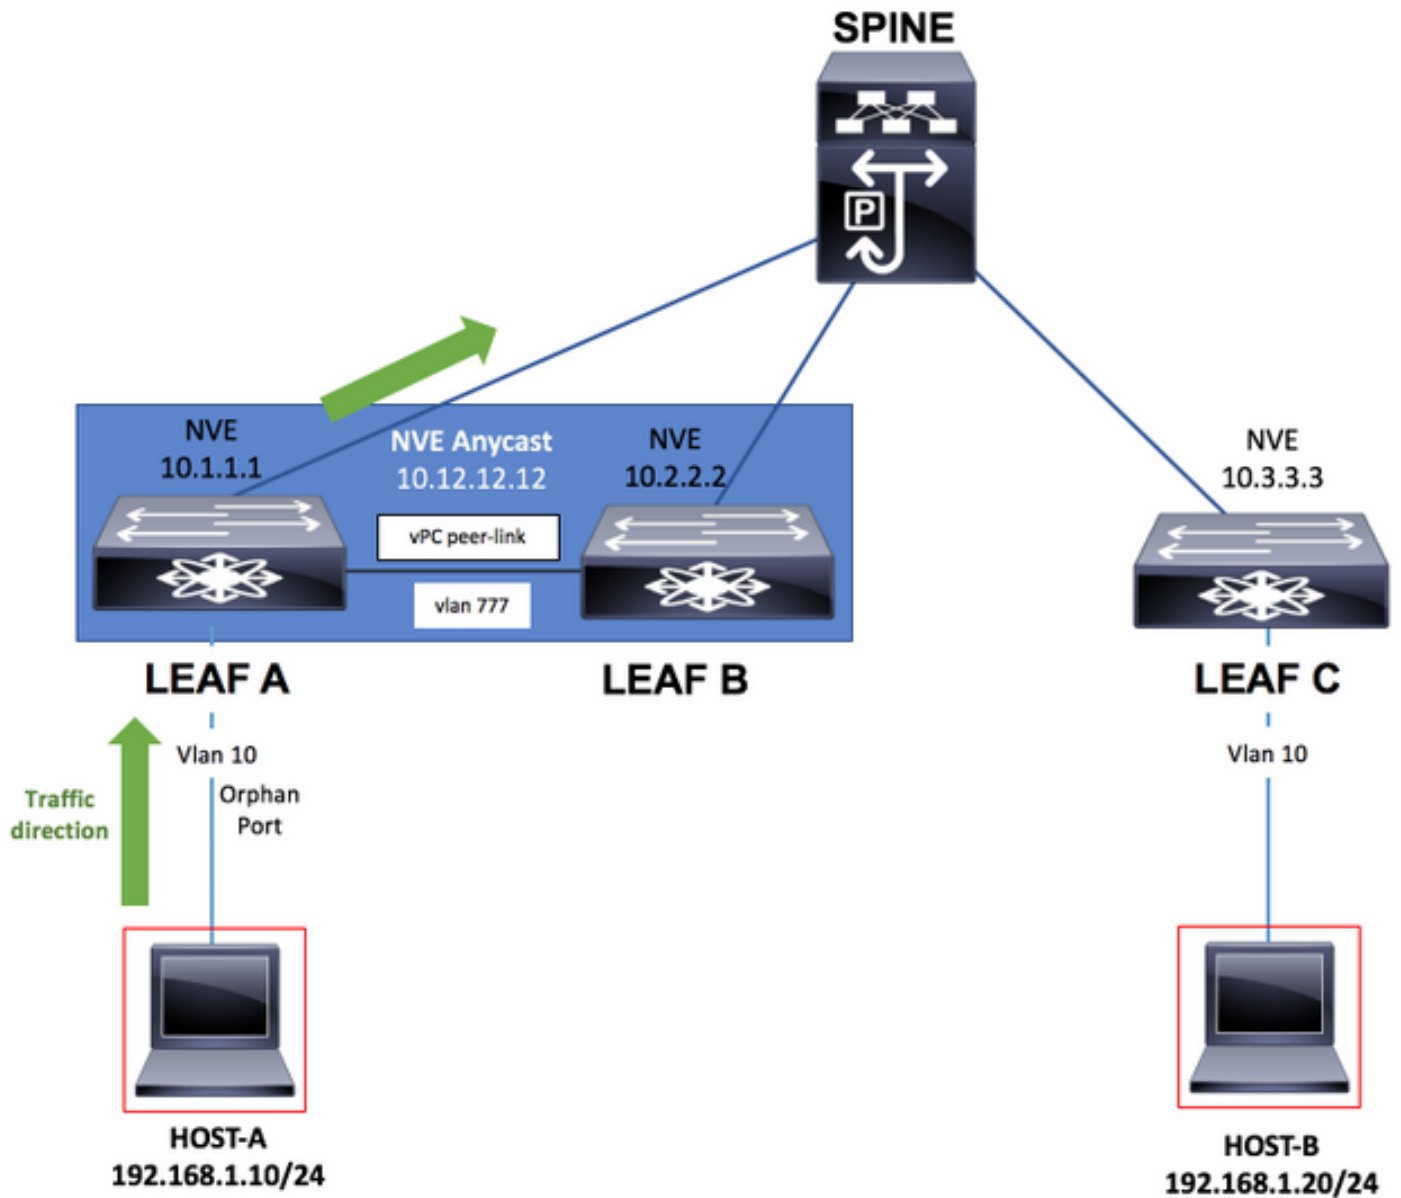 SPINE
P
NVE
10.1.1.1
NVE Anycast
10.12.12.12
NVE
10.2.2.2
NVE
10.3.3.3
vPC peer-link
vlan 777
LEAF A
LEAF B
LEAF C
Vlan 10
Vlan 10
Traffic
direction
Orphan
Port
HOST-A
192.168.1.10/24
HOST-B
192.168.1.20/24